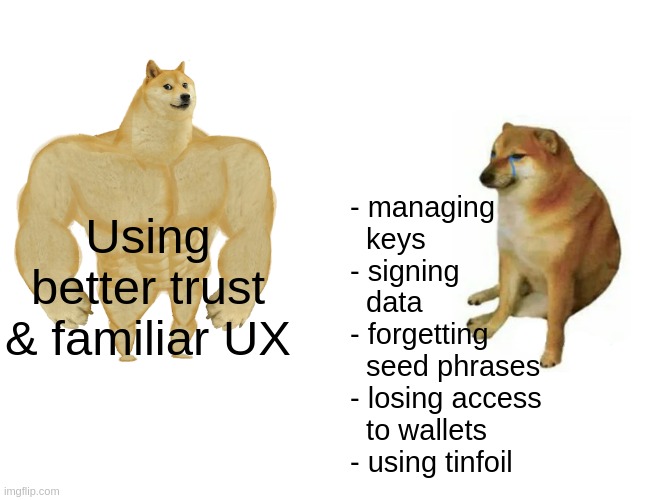 Using
better trust
& familiar UX
- managing
keys
- signing
data
- forgetting
seed phrases
- losing access
to wallets
- using tinfoil
imgflip.com